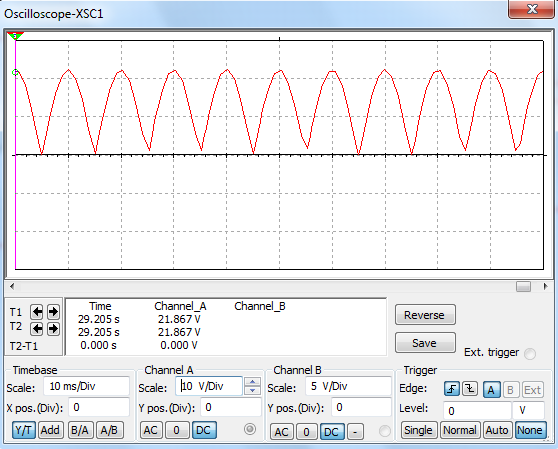 Oscilloscope-XSC1
T1
T2
T2-T1
Time Channel_A Channel_B
29.205 s 21.867 V
29.205 s 21.867 V
0.000 s 0.000 V
Reverse
Save
Ext. trigger
Timebase
Scale: 10 ms/Div
X pos.(Div): 0
Y/T Add B/A A/B
Channel A
Scale: 10 V/Div
Y pos.(Div): 0
AC 0 DC
Channel B
Scale: 5 V/Div
Y pos.(Div): 0
AC 0 DC -
Trigger
Edge: A B Ext
Level: 0 V
Single Normal Auto None